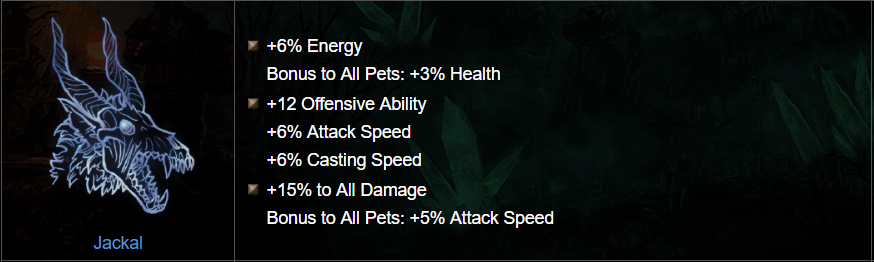 +6% Energy
Bonus to All Pets: +3% Health
+12 Offensive Ability
+6% Attack Speed
+6% Casting Speed
+15% to All Damage
Bonus to All Pets: +5% Attack Speed
Jackal